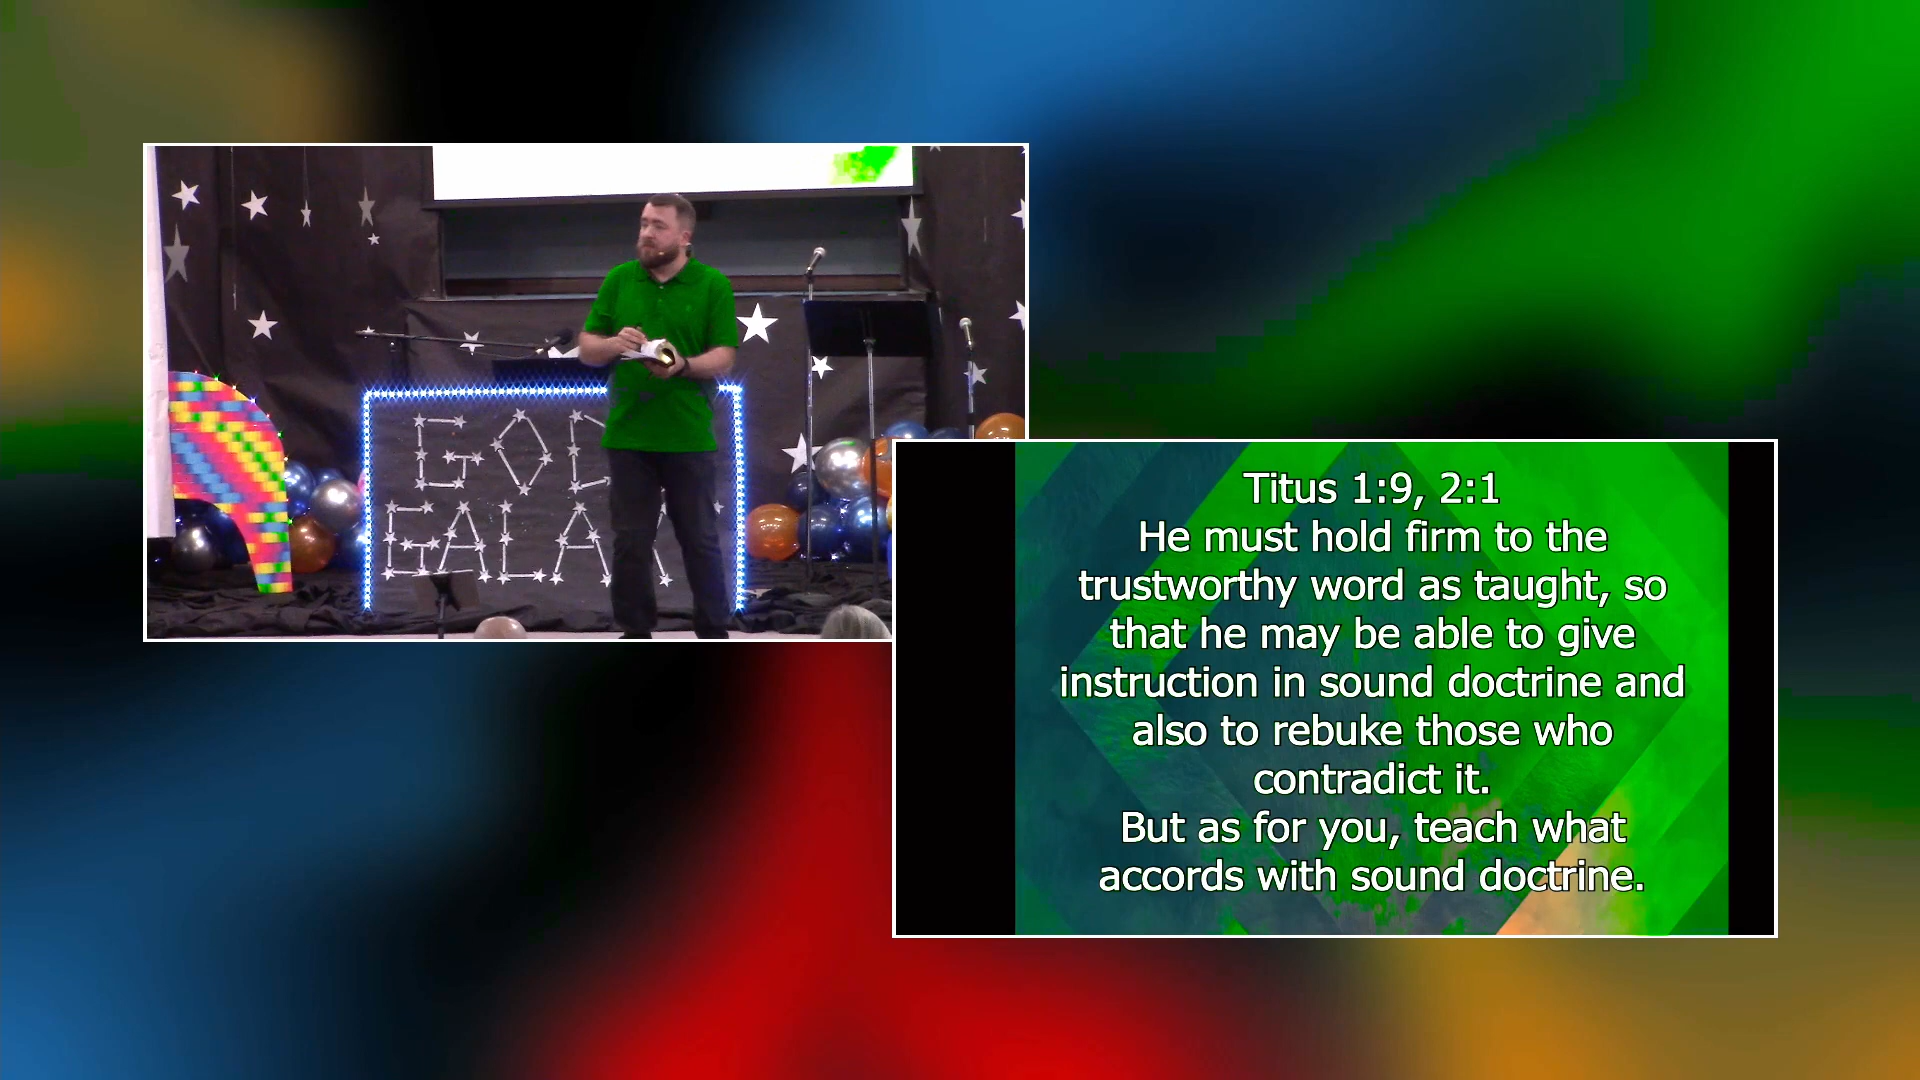 GOD
GALA
Titus 1:9, 2:1
He must hold firm to the
trustworthy word as taught, so
that he may be able to give
instruction in sound doctrine and
also to rebuke those who
contradict it.
But as for you, teach what
accords with sound doctrine.